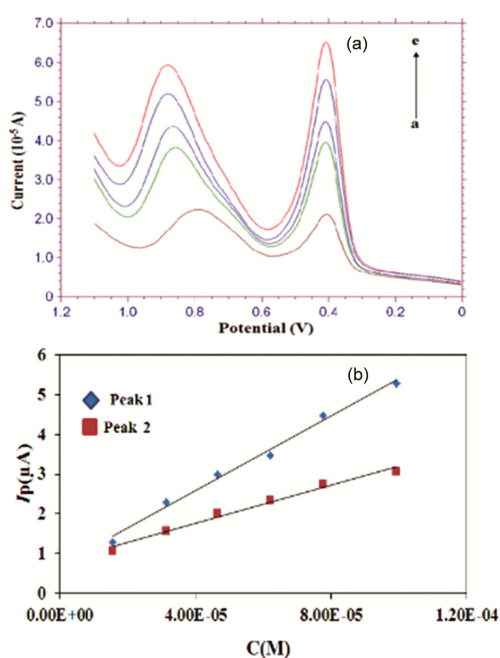 (a)
e
a
Current (10⁻⁵ A)
7.0
6.0
5.0
4.0
3.0
2.0
1.0
0
1.2 1.0 0.8 0.6 0.4 0.2 0
Potential (V)
(b)
Peak 1
Peak 2
Ip(µA)
6
5
4
3
2
1
0
0.00E+00 4.00E-05 8.00E-05 1.20E-04
C(M)